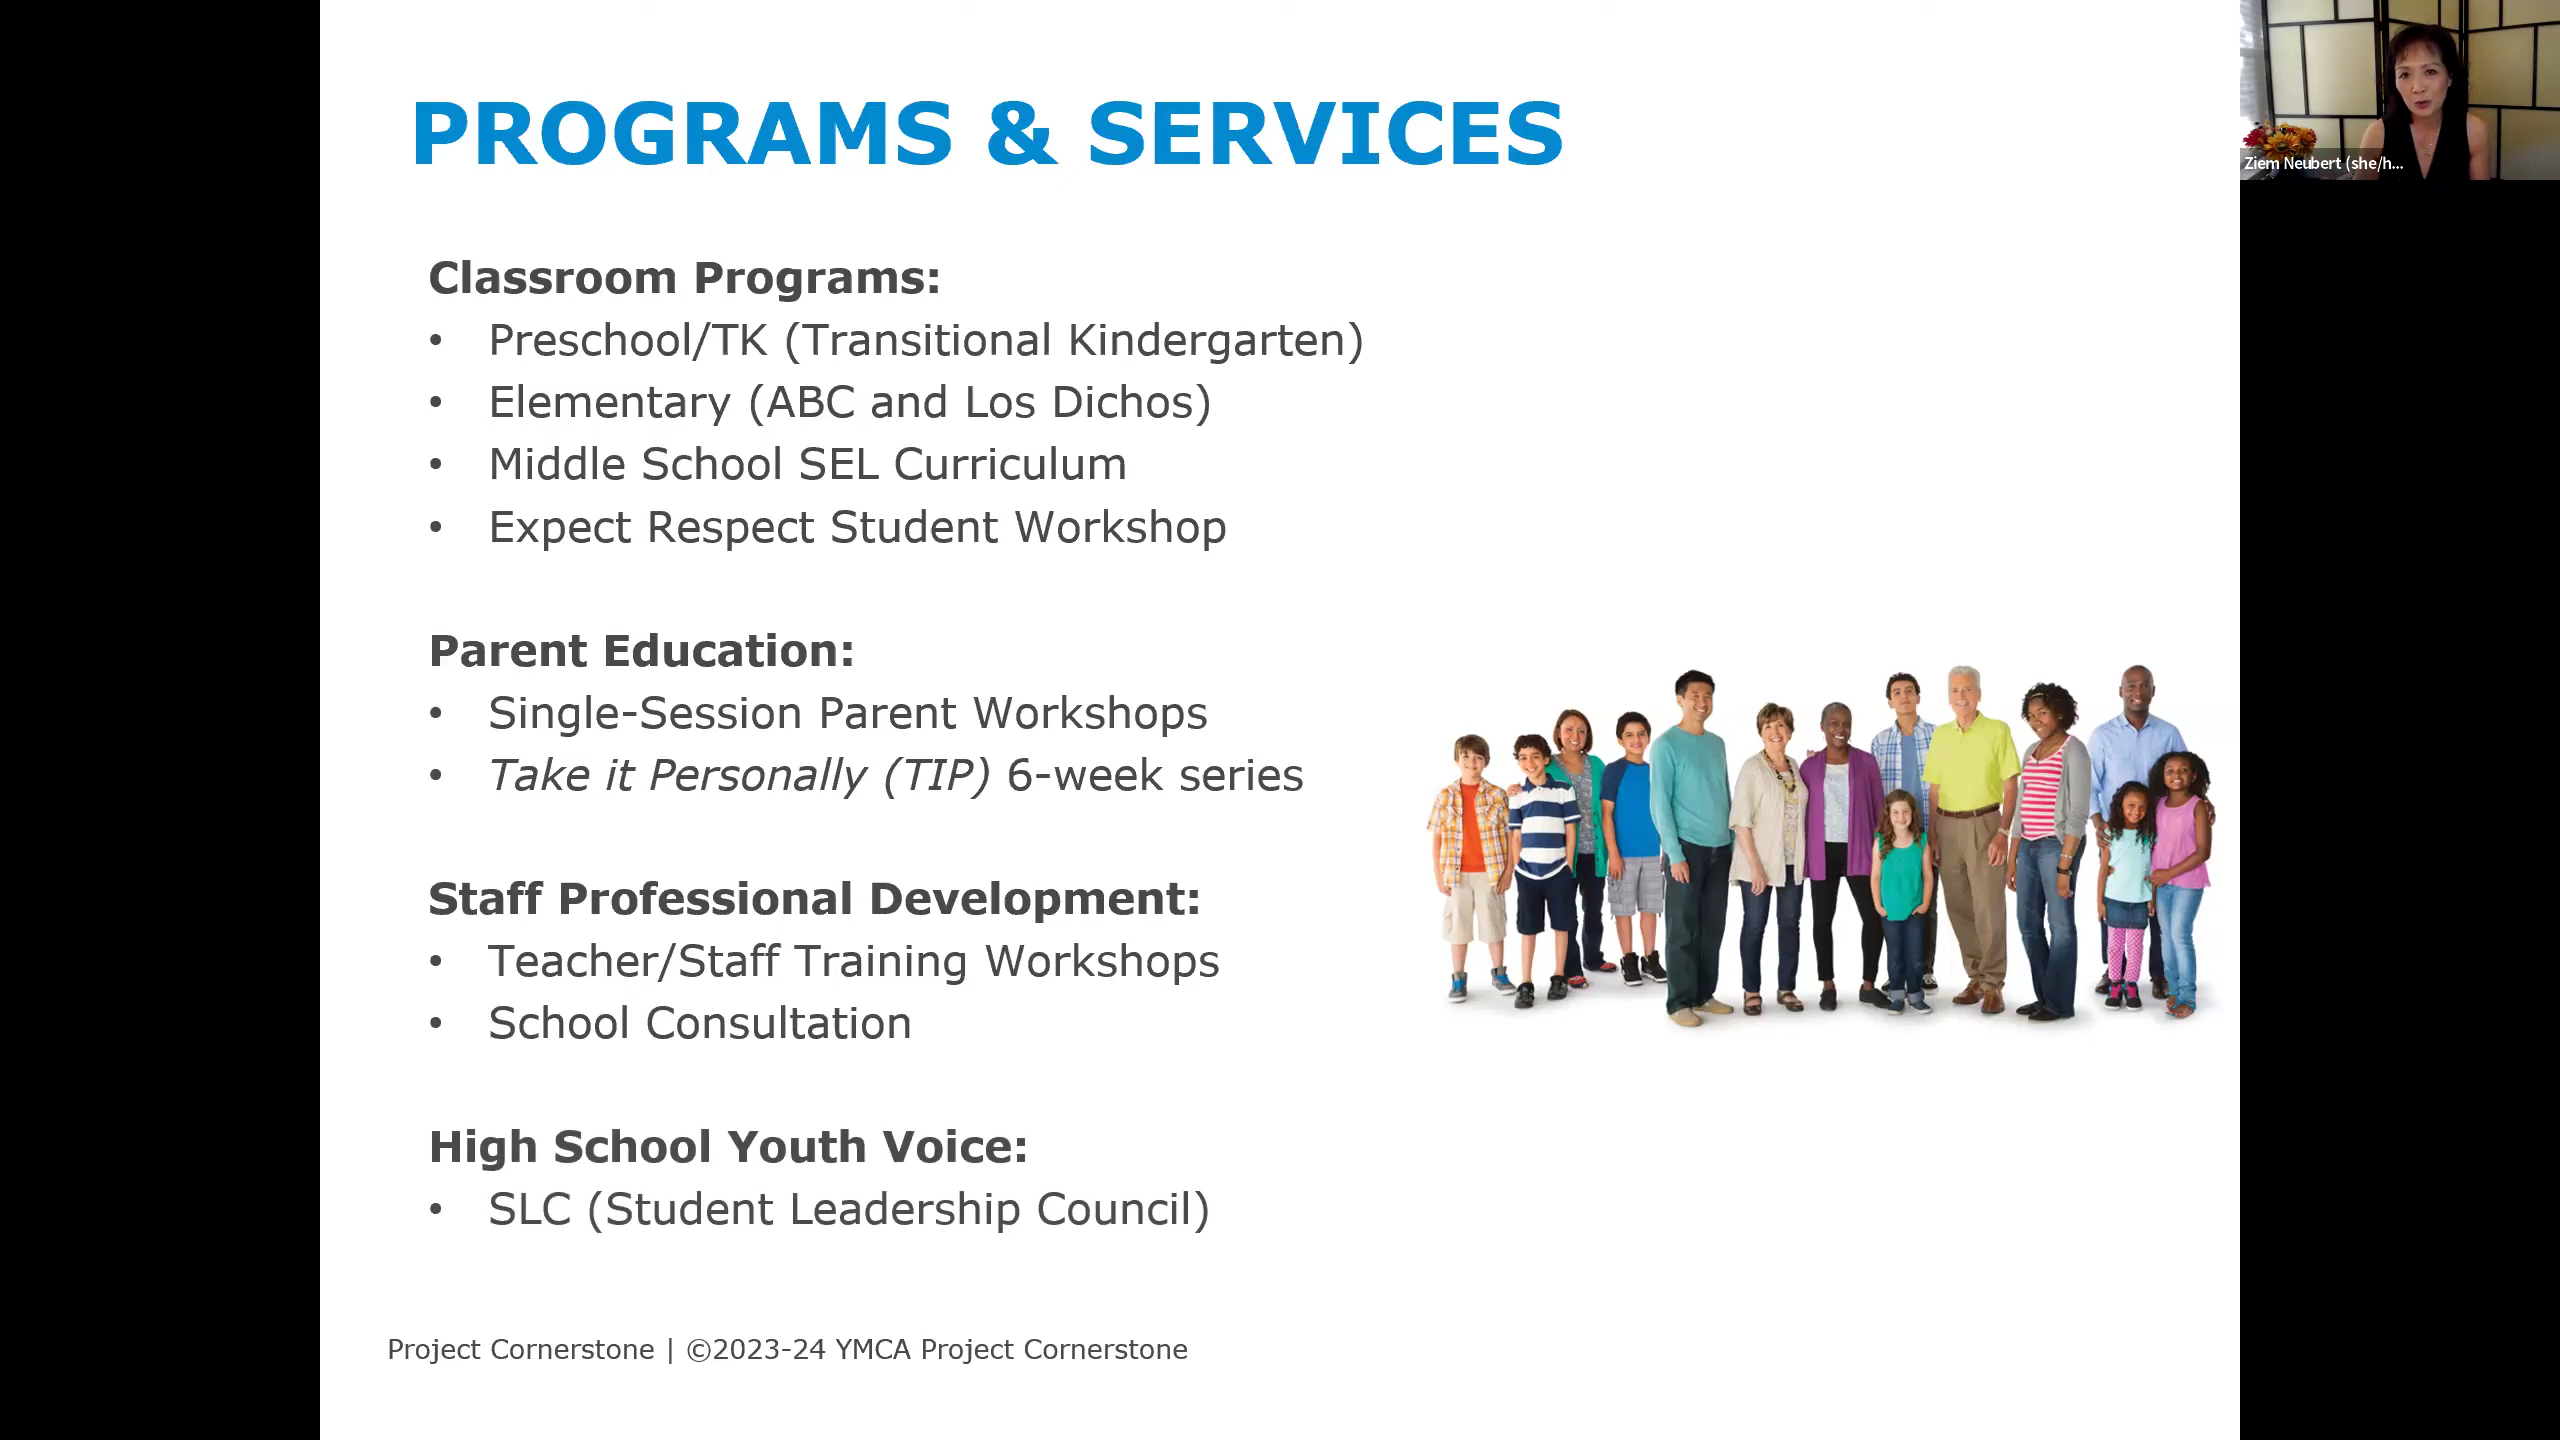 PROGRAMS & SERVICES
Ziem Neubert (she/h...
Classroom Programs:
• Preschool/TK (Transitional Kindergarten)
• Elementary (ABC and Los Dichos)
• Middle School SEL Curriculum
• Expect Respect Student Workshop
Parent Education:
• Single-Session Parent Workshops
• Take it Personally (TIP) 6-week series
Staff Professional Development:
• Teacher/Staff Training Workshops
• School Consultation
High School Youth Voice:
• SLC (Student Leadership Council)
Project Cornerstone | ©2023-24 YMCA Project Cornerstone